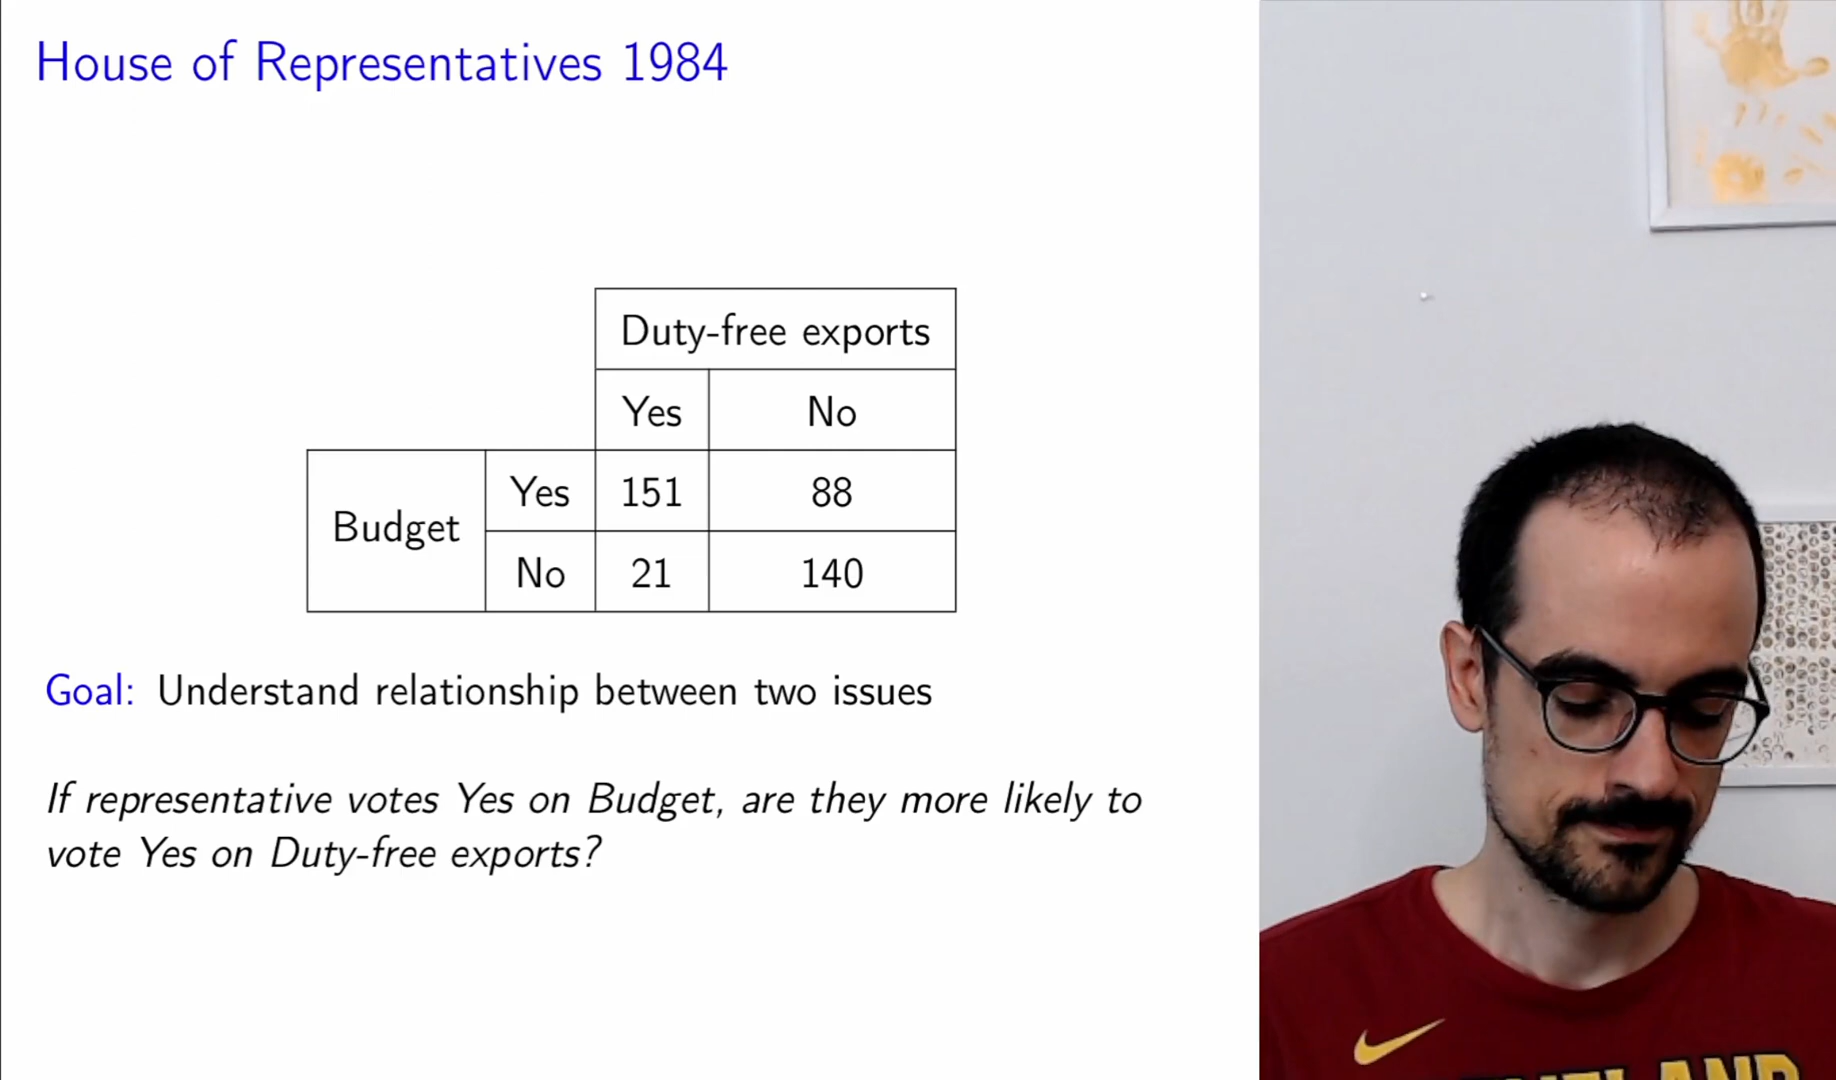 House of Representatives 1984
Duty-free exports
Yes No
Budget Yes 151 88
No 21 140
Goal: Understand relationship between two issues
If representative votes Yes on Budget, are they more likely to
vote Yes on Duty-free exports?